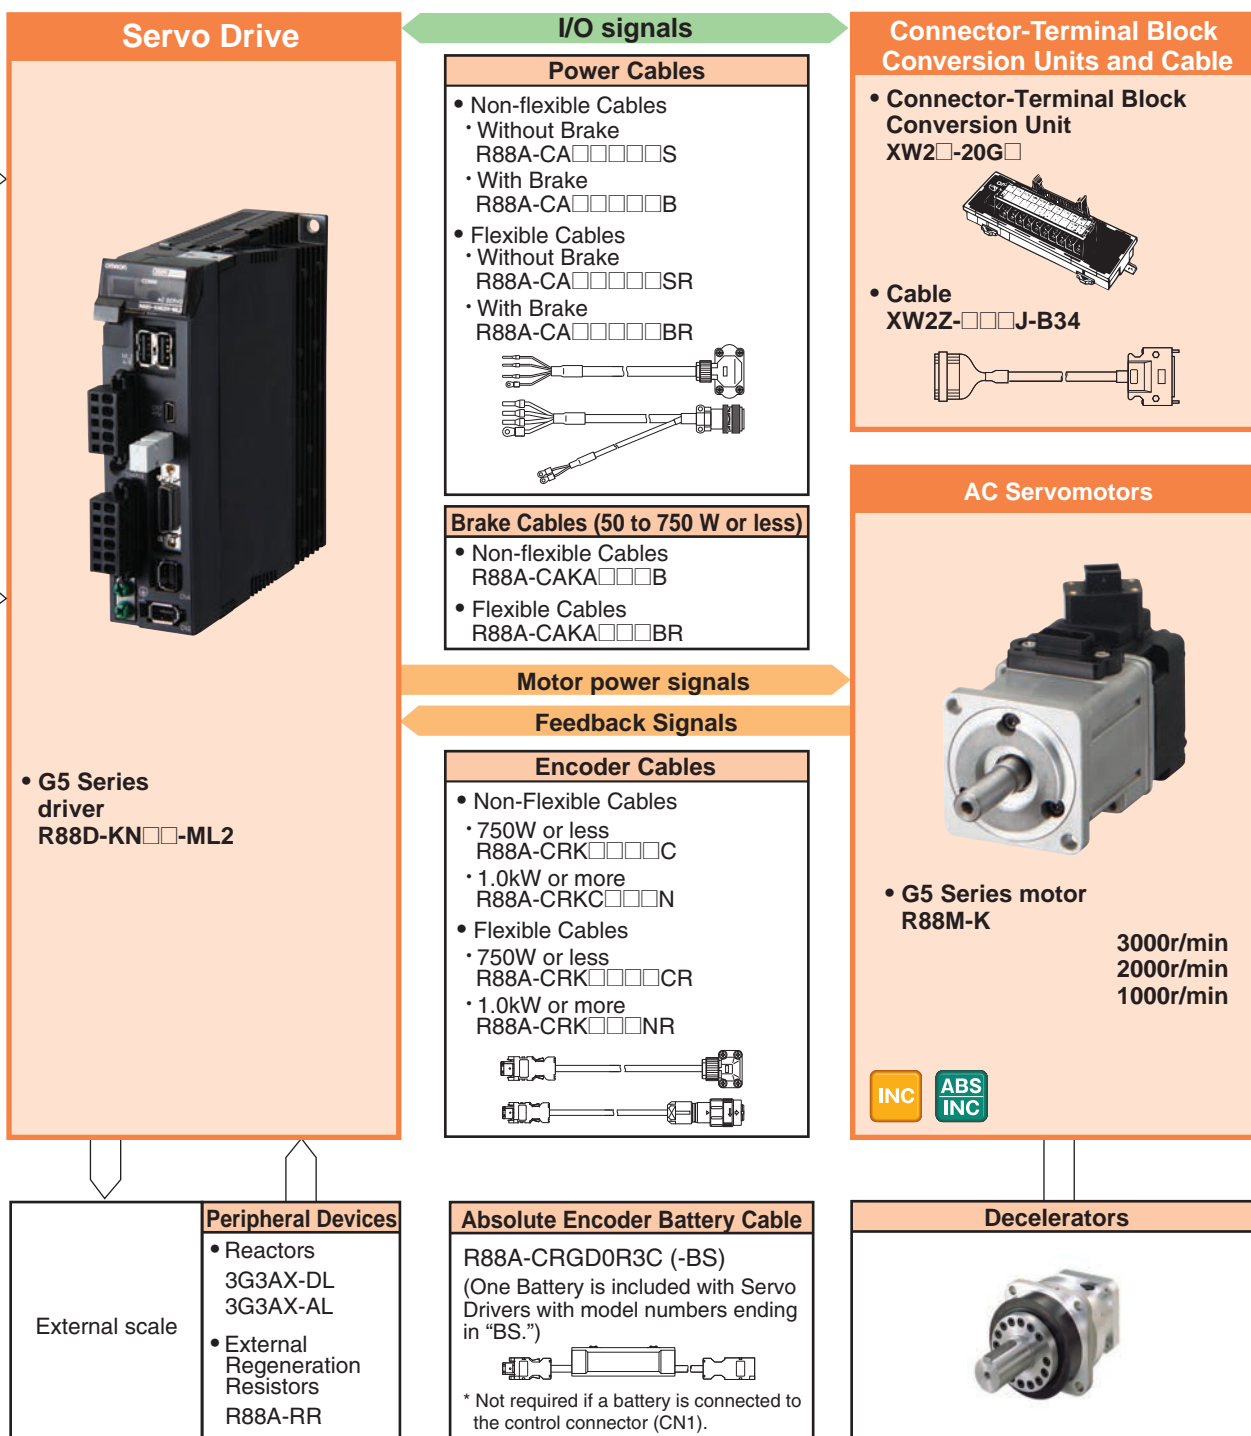 Servo Drive
• G5 Series
driver
R88D-KN□□-ML2
I/O signals
Power Cables
• Non-flexible Cables
・Without Brake
R88A-CA□□□□□S
・With Brake
R88A-CA□□□□□B
• Flexible Cables
・Without Brake
R88A-CA□□□□□SR
・With Brake
R88A-CA□□□□□BR
Brake Cables (50 to 750 W or less)
• Non-flexible Cables
R88A-CAKA□□□B
• Flexible Cables
R88A-CAKA□□□BR
Motor power signals
Feedback Signals
Encoder Cables
• Non-Flexible Cables
・750W or less
R88A-CRK□□□□C
・1.0kW or more
R88A-CRKC□□□N
• Flexible Cables
・750W or less
R88A-CRK□□□□CR
・1.0kW or more
R88A-CRK□□□NR
Connector-Terminal Block
Conversion Units and Cable
• Connector-Terminal Block
Conversion Unit
XW2□-20G□
• Cable
XW2Z-□□□J-B34
AC Servomotors
• G5 Series motor
R88M-K
3000r/min
2000r/min
1000r/min
INC
ABS
INC
External scale
Peripheral Devices
• Reactors
3G3AX-DL
3G3AX-AL
• External
Regeneration
Resistors
R88A-RR
Absolute Encoder Battery Cable
R88A-CRGD0R3C (-BS)
(One Battery is included with Servo
Drivers with model numbers ending
in “BS.”)
* Not required if a battery is connected to
the control connector (CN1).
Decelerators